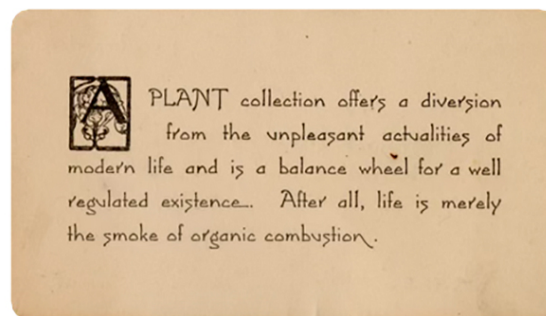 A PLANT collection offers a diversion
from the unpleasant actualities of
modern life and is a balance wheel for a well
regulated existence. After all, life is merely
the smoke of organic combustion.